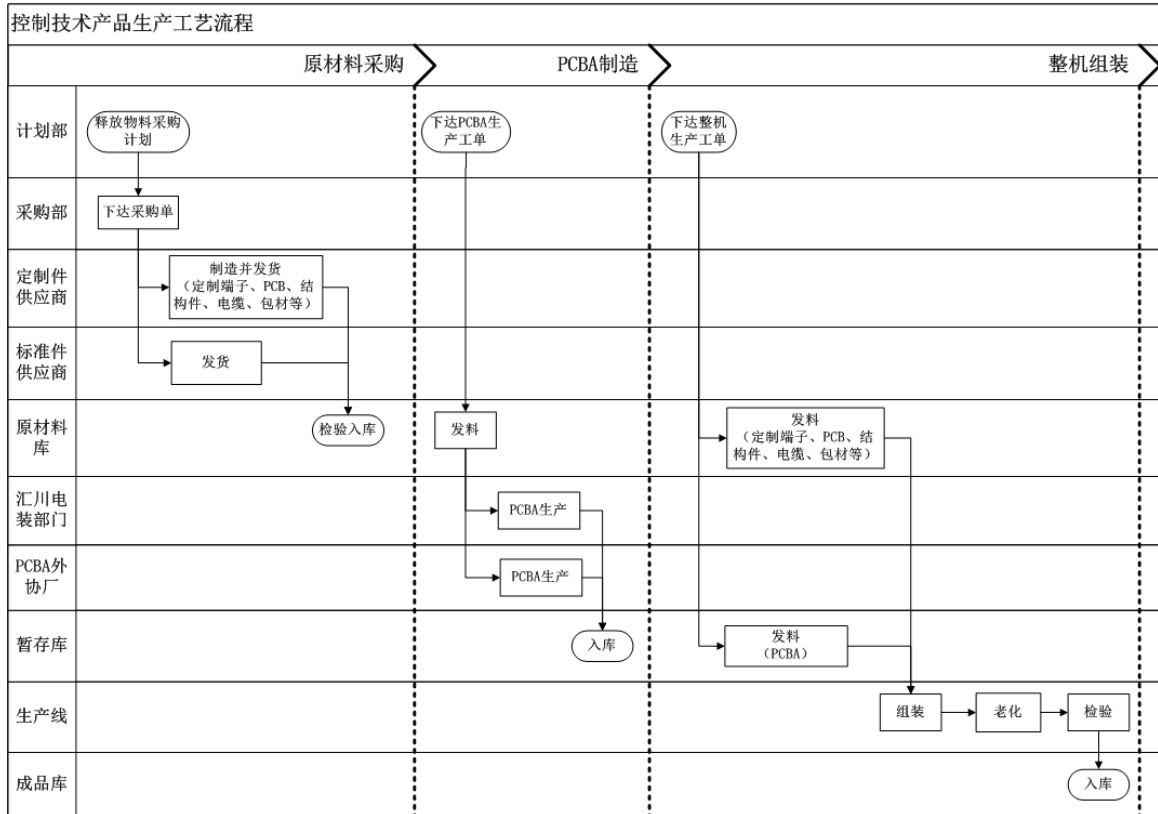 控制技术产品生产工艺流程
原材料采购
PCBA制造
整机组装
计划部
释放物料采购
计划
下达PCBA生
产工单
下达整机
生产工单
采购部
下达采购单
定制件
供应商
制造并发货
（定制端子、PCB、结
构件、电缆、包材等）
标准件
供应商
发货
原材料
库
检验入库
发料
发料
（定制端子、PCB、结
构件、电缆、包材等）
汇川电
装部门
PCBA生产
PCBA外
协厂
PCBA生产
暂存库
入库
发料
（PCBA）
生产线
组装
老化
检验
成品库
入库